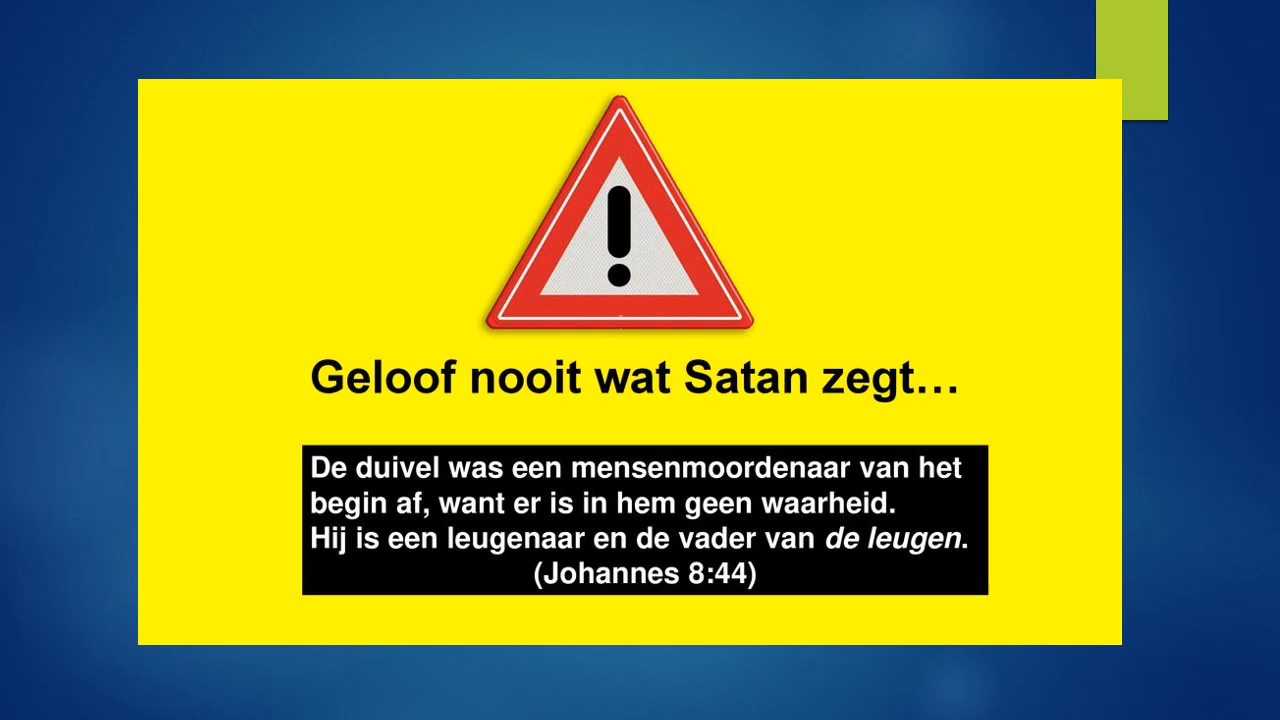 Geloof nooit wat Satan zegt…
De duivel was een mensenmoordenaar van het
begin af, want er is in hem geen waarheid.
Hij is een leugenaar en de vader van de leugen.
(Johannes 8:44)